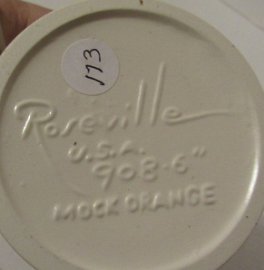 173
Roseville
U.S.A.
908-6"
MOCK ORANGE